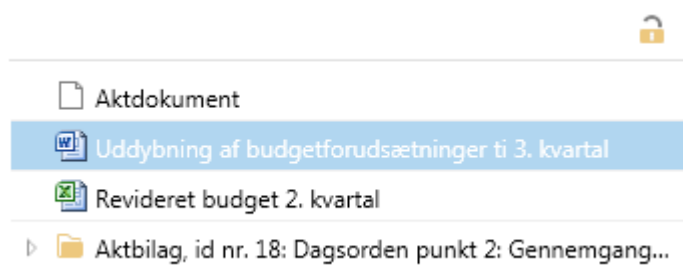 Aktdokument
Uddybning af budgetforudsætninger ti 3. kvartal
Revideret budget 2. kvartal
Aktbilag, id nr. 18: Dagsorden punkt 2: Gennemgang...